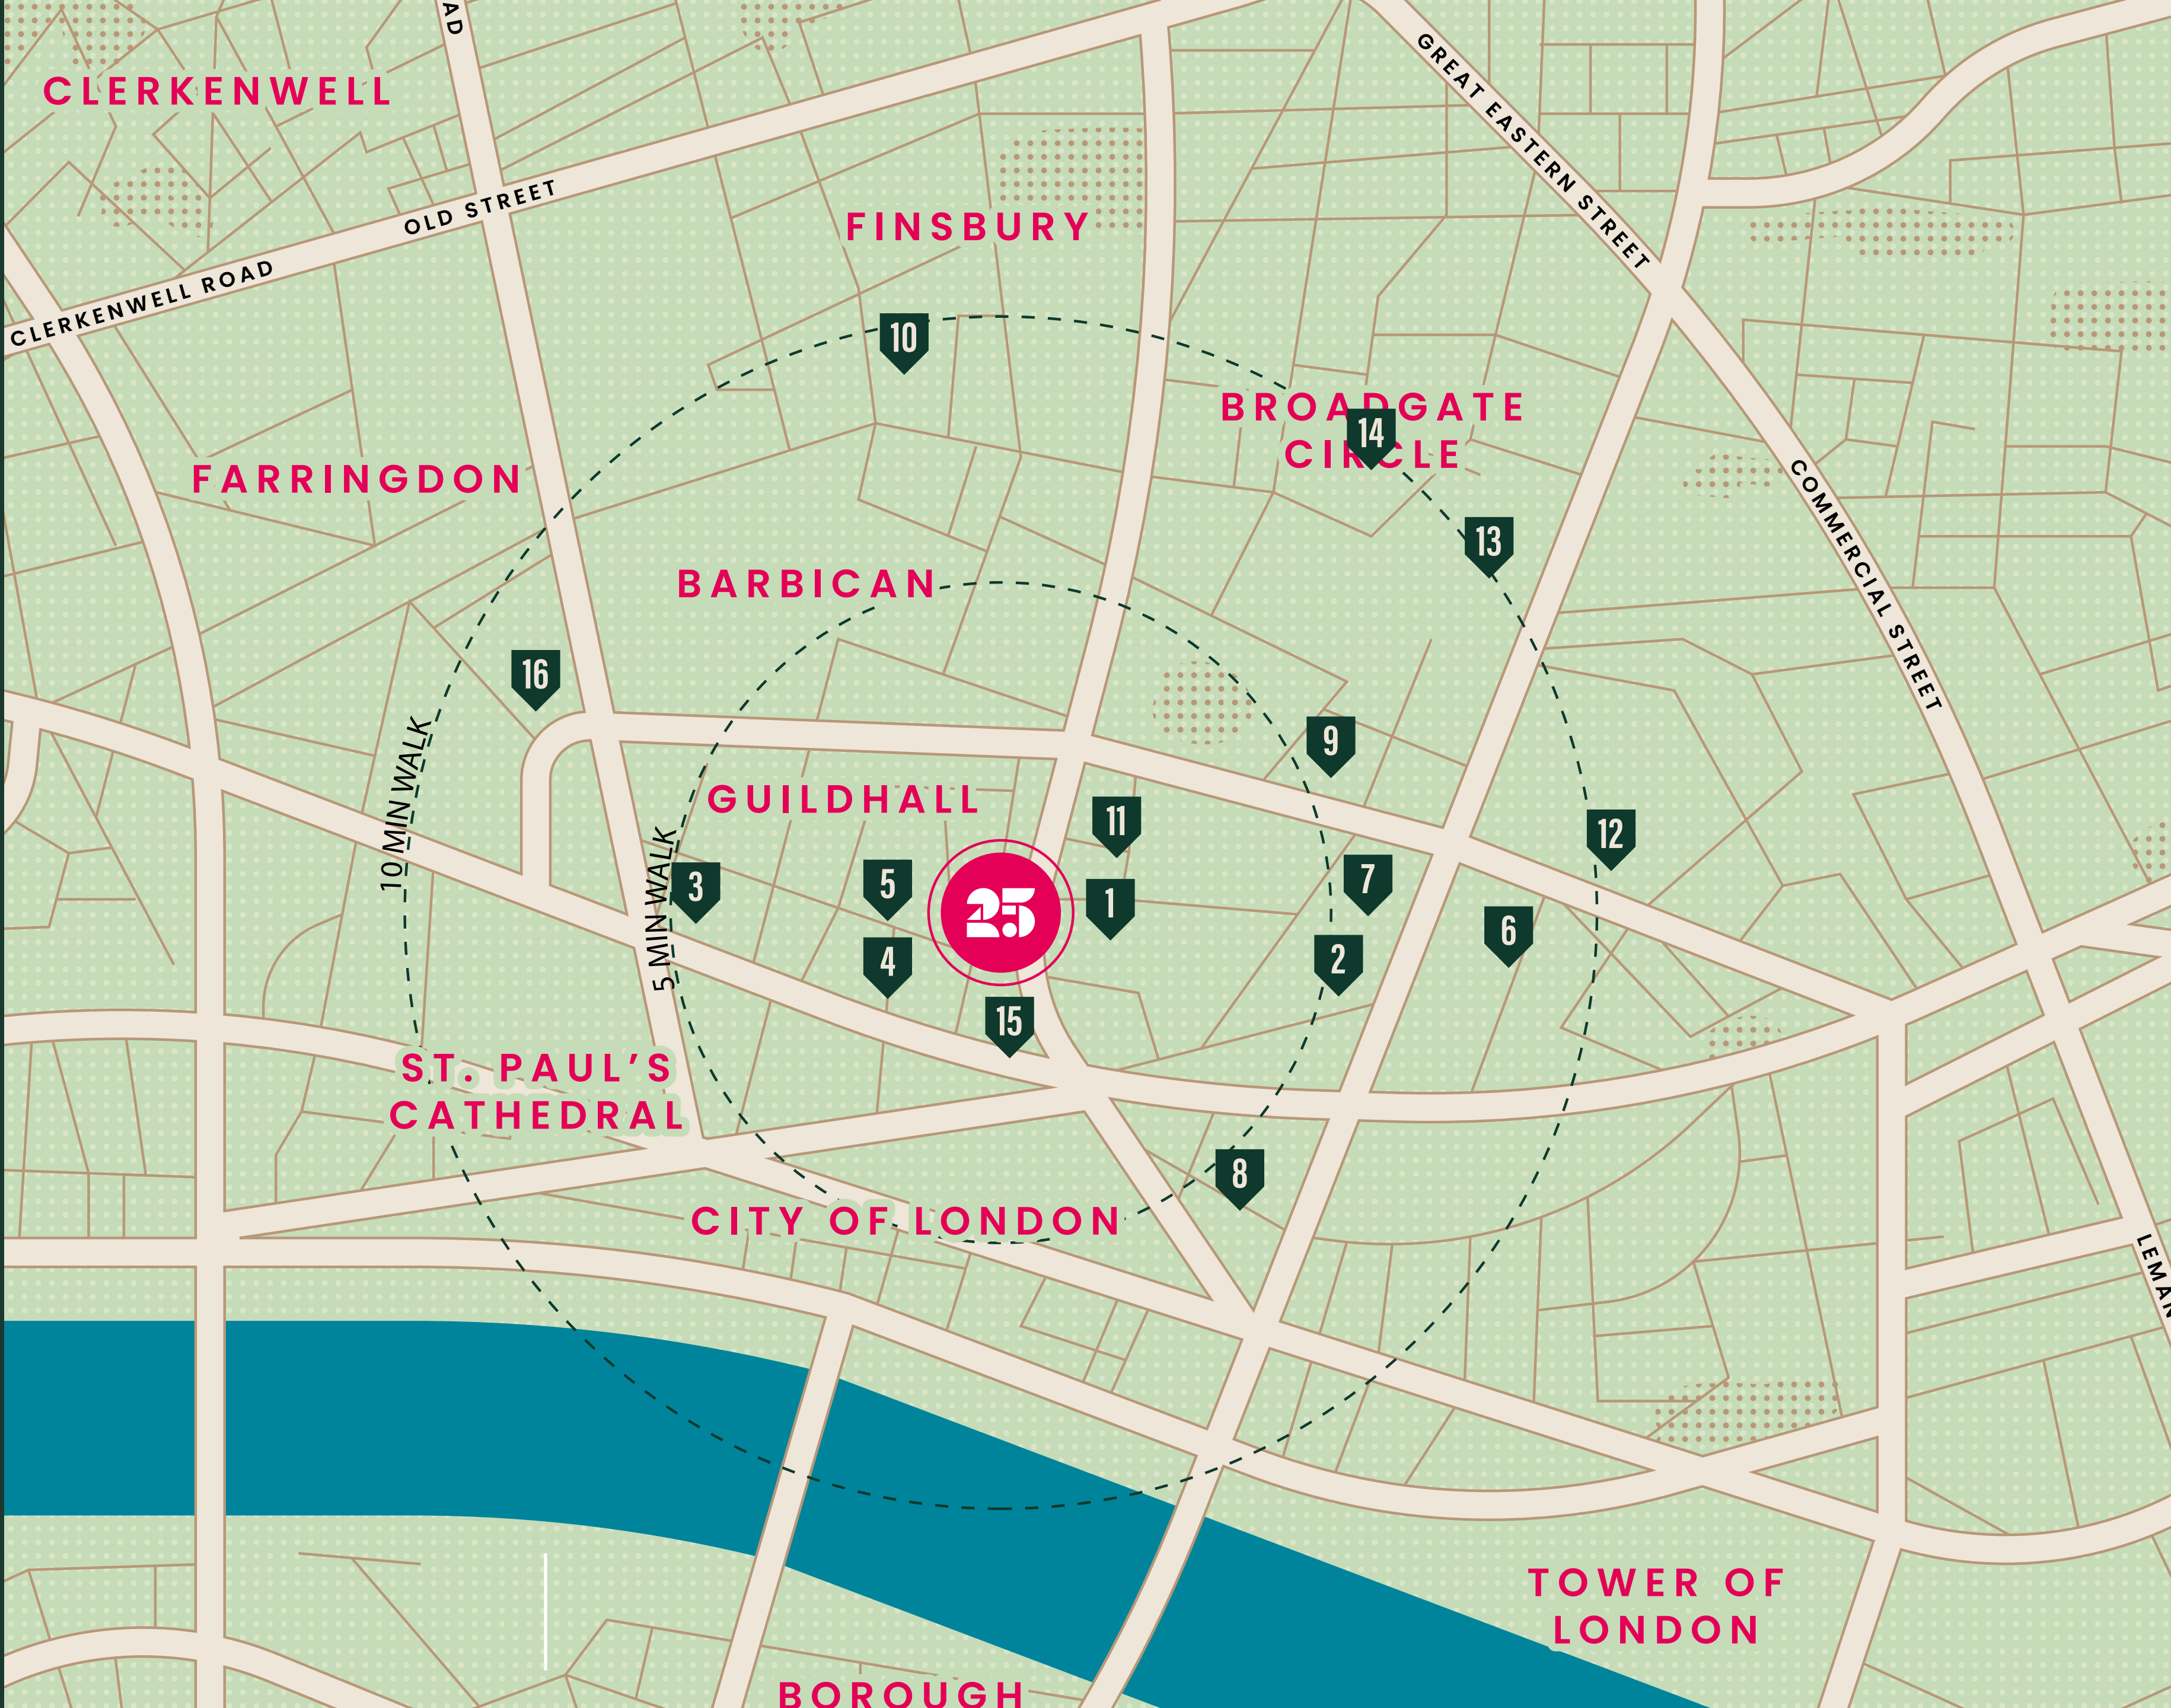 AD
CLERKENWELL
GREAT EASTERN STREET
OLD STREET
FINSBURY
CLERKENWELL ROAD
10
BROADGATE
CIRCLE
14
FARRINGDON
13
COMMERCIAL STREET
BARBICAN
16
9
10 MIN WALK
GUILDHALL
11
12
5 MIN WALK
3
5
25
1
7
6
4
2
15
ST. PAUL’S
CATHEDRAL
8
CITY OF LONDON
LEMAN
TOWER OF
LONDON
BOROUGH